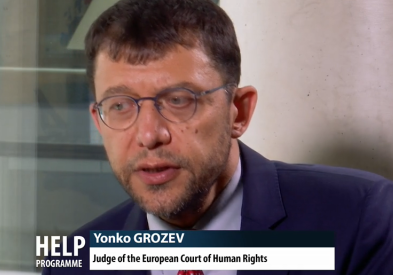 Yonko GROZEV
HELP
PROGRAMME
Judge of the European Court of Human Rights